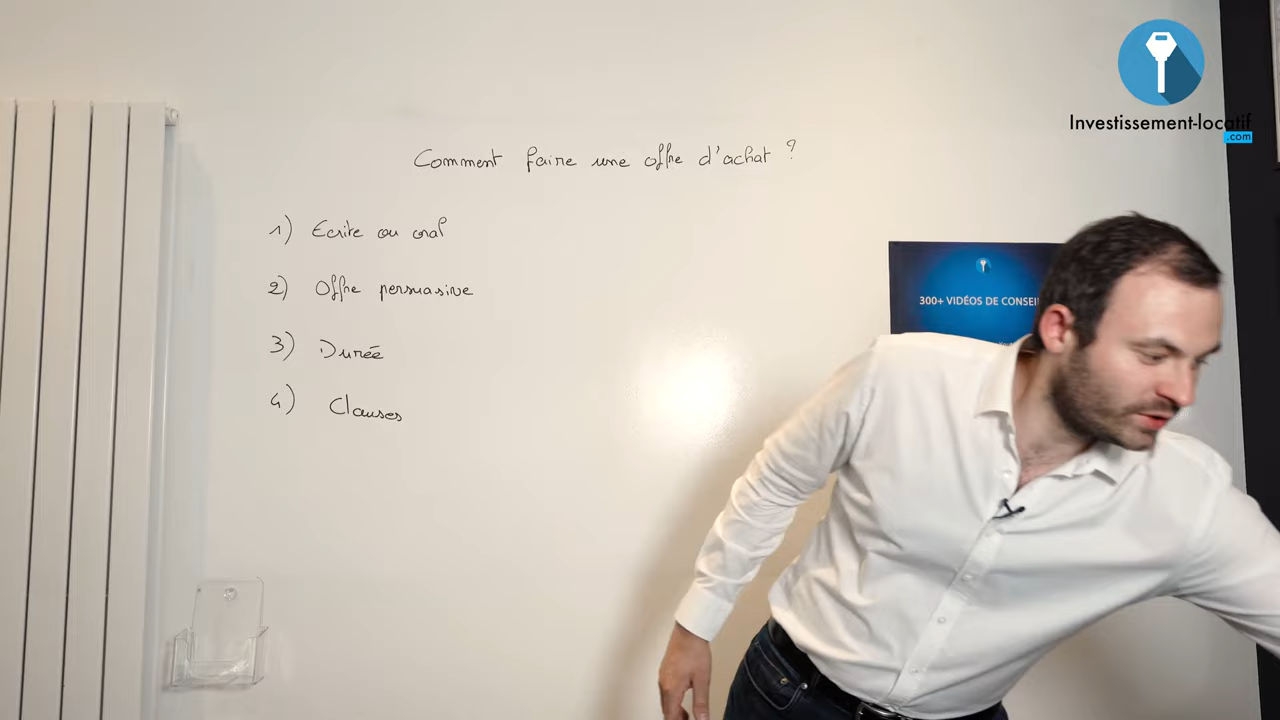 Investissement-locatif
.com
Comment faire une offre d'achat ?
1) Ecrite ou oral
2) Offre persuasive
3) Durée
4) Clauses
300+ VIDÉOS DE CONSEI